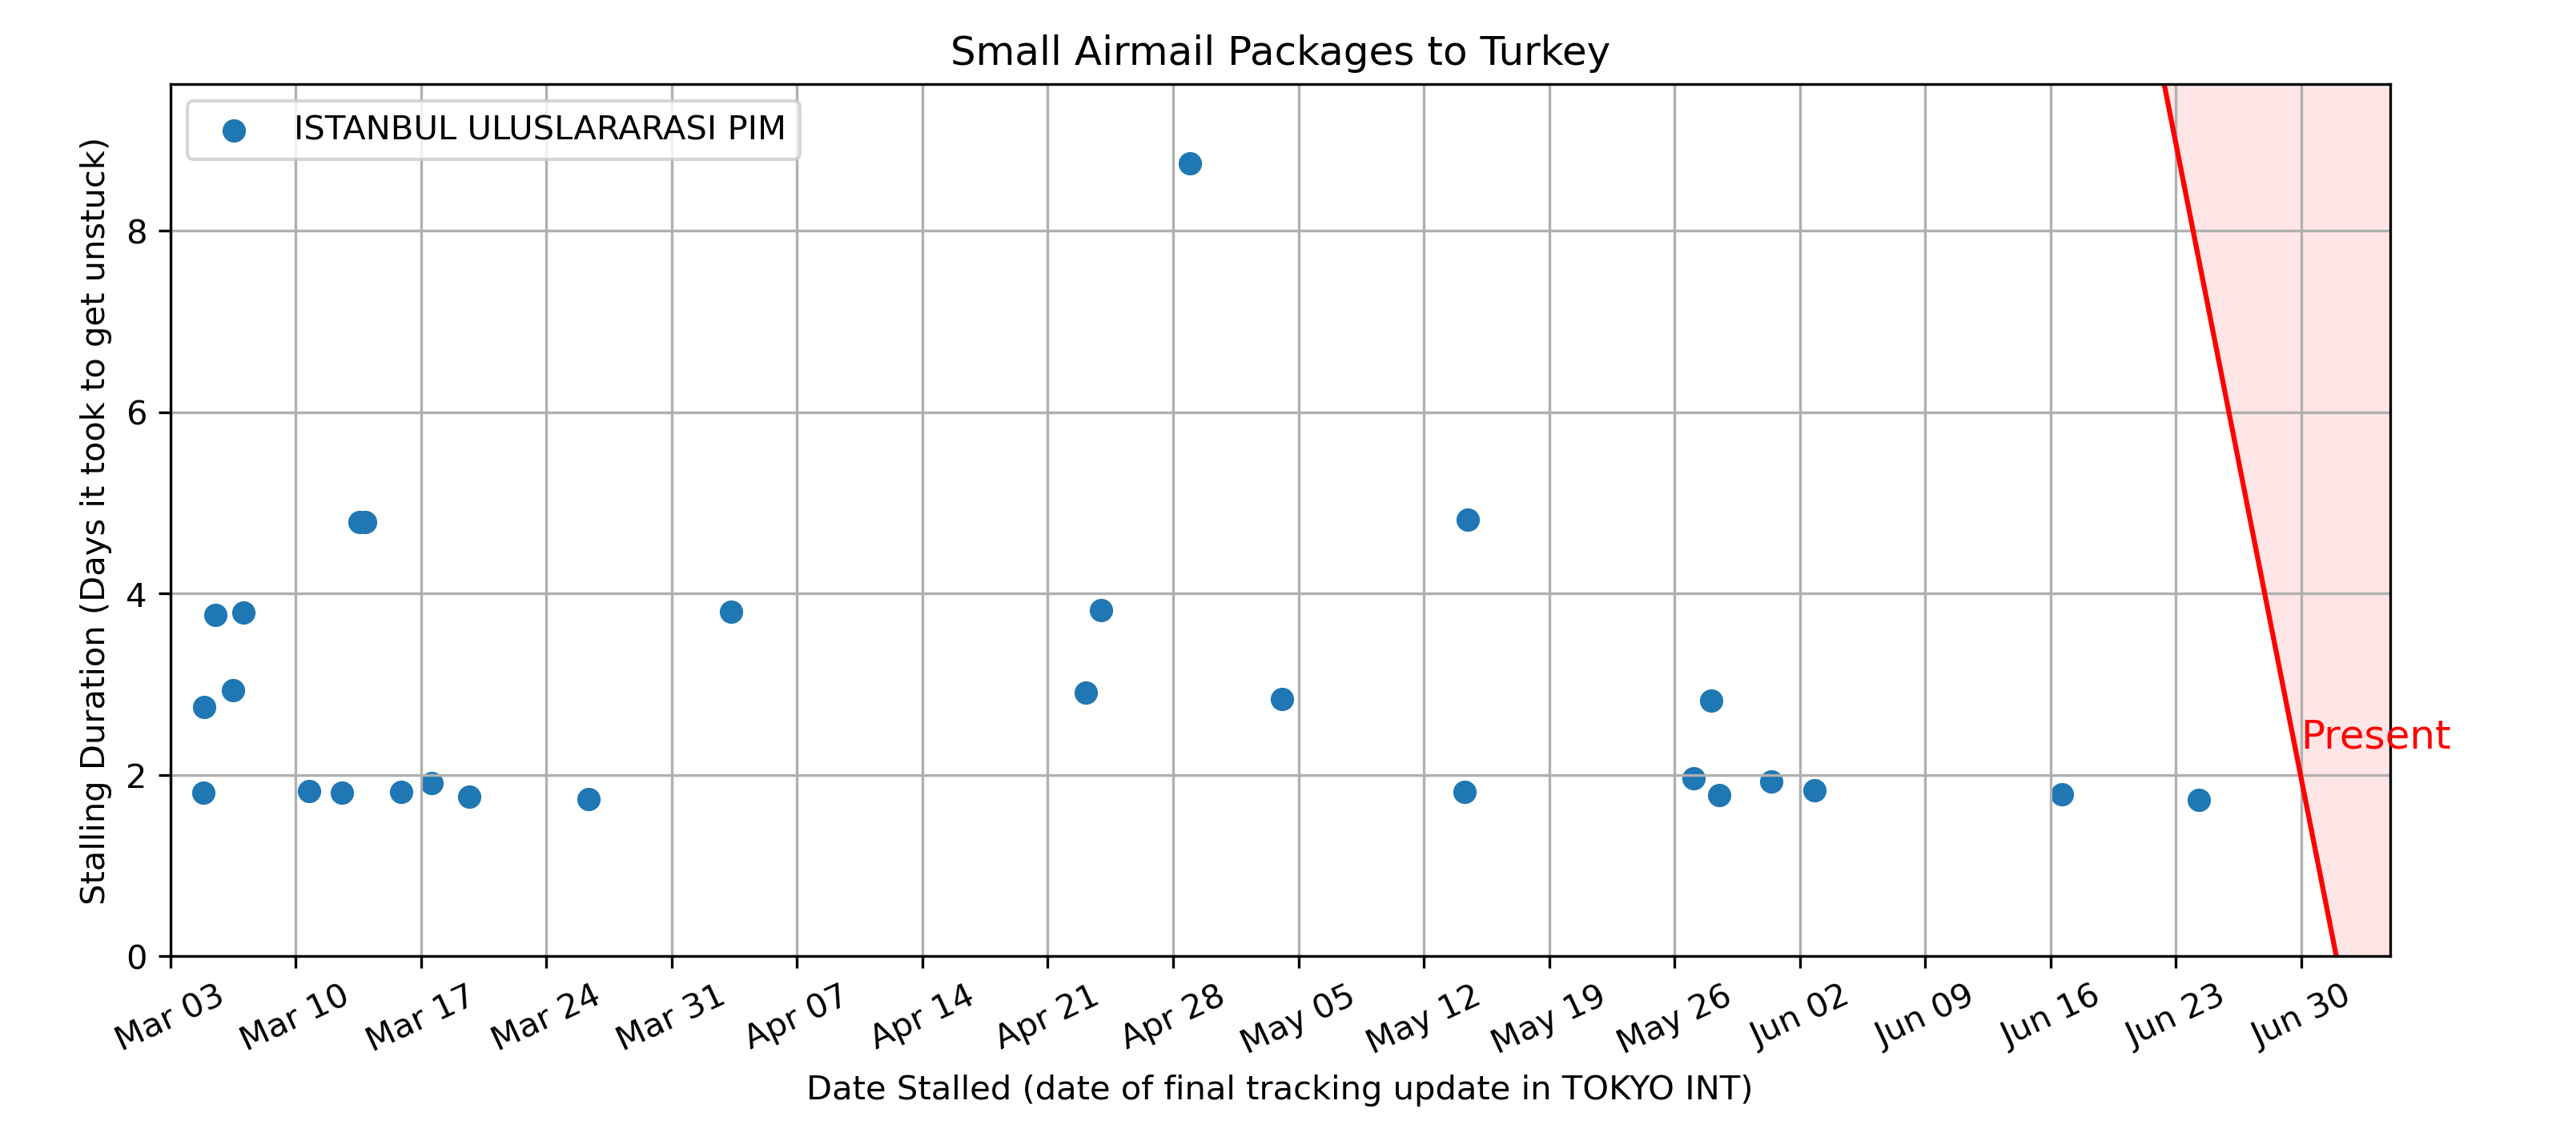 Small Airmail Packages to Turkey
ISTANBUL ULUSLARARASI PIM
Stalling Duration (Days it took to get unstuck)
8
6
4
2
0
Present
Mar 03
Mar 10
Mar 17
Mar 24
Mar 31
Apr 07
Apr 14
Apr 21
Apr 28
May 05
May 12
May 19
May 26
Jun 02
Jun 09
Jun 16
Jun 23
Jun 30
Date Stalled (date of final tracking update in TOKYO INT)